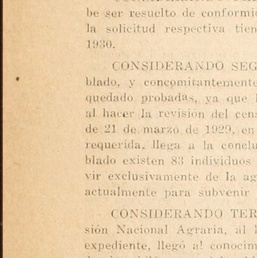 be ser resuelto de conformid
la solicitud respectiva tien
1930.
CONSIDERANDO SEG
blado, y concomitantemente
quedado probadas, ya que l
al hacer la revisión del cens
de 21 de marzo de 1929, en
requerida, llega a la conclu
blado existen 83 individuos
vir exclusivamente de la ag
actualmente para subvenir
CONSIDERANDO TER
sión Nacional Agraria, al l
expediente, llegó al conocim